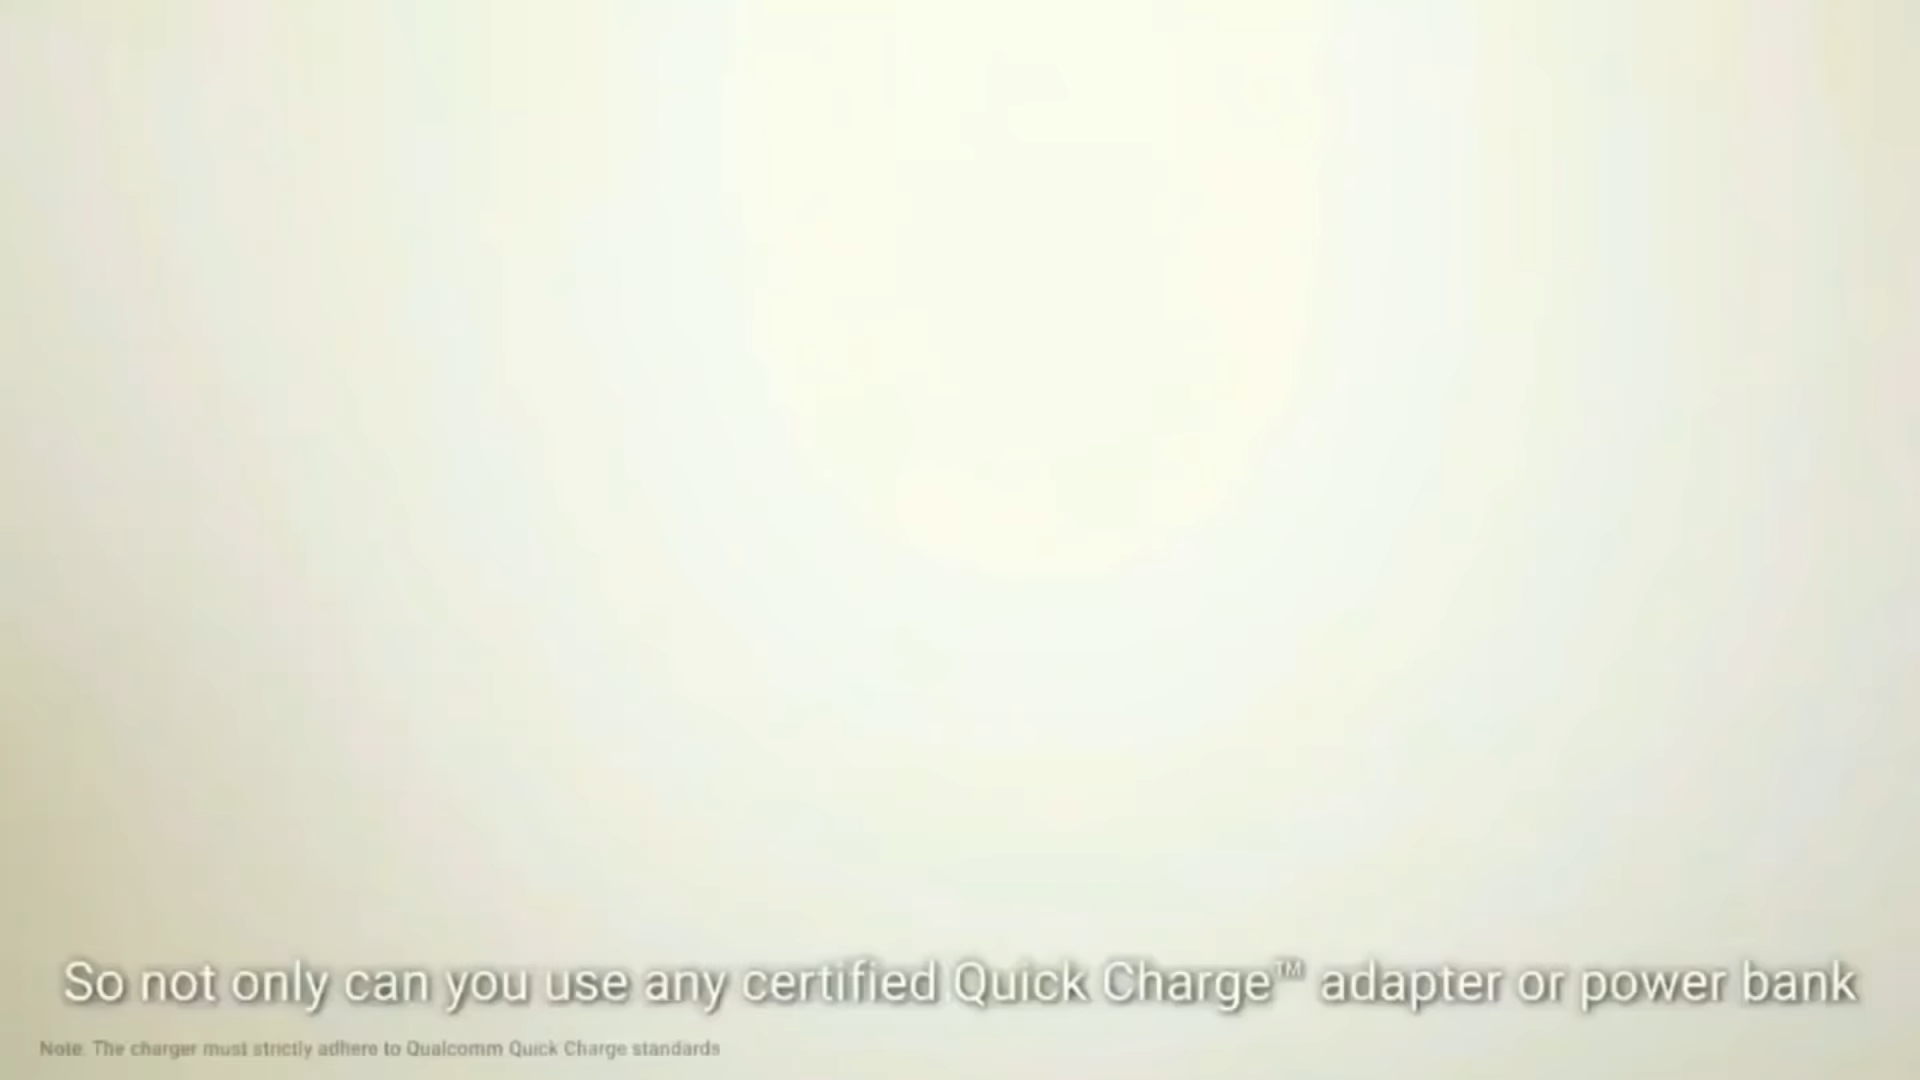 So not only can you use any certified Quick Charge™ adapter or power bank
Note: The charger must strictly adhere to Qualcomm Quick Charge standards